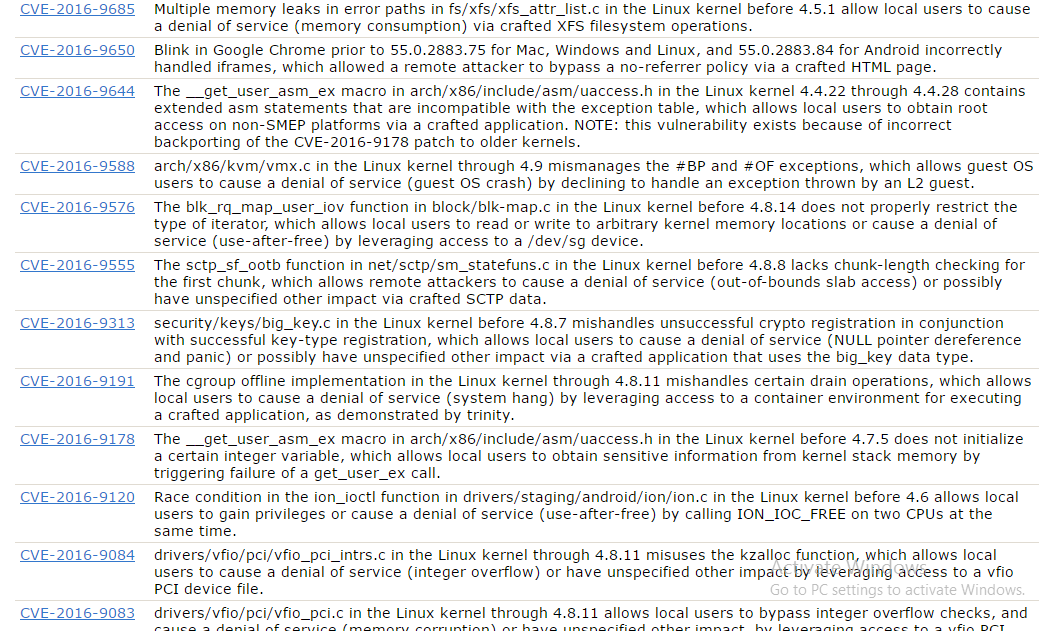 CVE-2016-9685 Multiple memory leaks in error paths in fs/xfs/xfs_attr_list.c in the Linux kernel before 4.5.1 allow local users to cause
a denial of service (memory consumption) via crafted XFS filesystem operations.
CVE-2016-9650 Blink in Google Chrome prior to 55.0.2883.75 for Mac, Windows and Linux, and 55.0.2883.84 for Android incorrectly
handled iframes, which allowed a remote attacker to bypass a no-referrer policy via a crafted HTML page.
CVE-2016-9644 The __get_user_asm_ex macro in arch/x86/include/asm/uaccess.h in the Linux kernel 4.4.22 through 4.4.28 contains
extended asm statements that are incompatible with the exception table, which allows local users to obtain root
access on non-SMEP platforms via a crafted application. NOTE: this vulnerability exists because of incorrect
backporting of the CVE-2016-9178 patch to older kernels.
CVE-2016-9588 arch/x86/kvm/vmx.c in the Linux kernel through 4.9 mismanages the #BP and #OF exceptions, which allows guest OS
users to cause a denial of service (guest OS crash) by declining to handle an exception thrown by an L2 guest.
CVE-2016-9576 The blk_rq_map_user_iov function in block/blk-map.c in the Linux kernel before 4.8.14 does not properly restrict the
type of iterator, which allows local users to read or write to arbitrary kernel memory locations or cause a denial of
service (use-after-free) by leveraging access to a /dev/sg device.
CVE-2016-9555 The sctp_sf_ootb function in net/sctp/sm_statefuns.c in the Linux kernel before 4.8.8 lacks chunk-length checking for
the first chunk, which allows remote attackers to cause a denial of service (out-of-bounds slab access) or possibly
have unspecified other impact via crafted SCTP data.
CVE-2016-9313 security/keys/big_key.c in the Linux kernel before 4.8.7 mishandles unsuccessful crypto registration in conjunction
with successful key-type registration, which allows local users to cause a denial of service (NULL pointer dereference
and panic) or possibly have unspecified other impact via a crafted application that uses the big_key data type.
CVE-2016-9191 The cgroup offline implementation in the Linux kernel through 4.8.11 mishandles certain drain operations, which allows
local users to cause a denial of service (system hang) by leveraging access to a container environment for executing
a crafted application, as demonstrated by trinity.
CVE-2016-9178 The __get_user_asm_ex macro in arch/x86/include/asm/uaccess.h in the Linux kernel before 4.7.5 does not initialize
a certain integer variable, which allows local users to obtain sensitive information from kernel stack memory by
triggering failure of a get_user_ex call.
CVE-2016-9120 Race condition in the ion_ioctl function in drivers/staging/android/ion/ion.c in the Linux kernel before 4.6 allows local
users to gain privileges or cause a denial of service (use-after-free) by calling ION_IOC_FREE on two CPUs at the
same time.
CVE-2016-9084 drivers/vfio/pci/vfio_pci_intrs.c in the Linux kernel through 4.8.11 misuses the kzalloc function, which allows local
users to cause a denial of service (integer overflow) or have unspecified other impact by leveraging access to a vfio
PCI device file.
Activate Windows
Go to PC settings to activate Windows.
CVE-2016-9083 drivers/vfio/pci/vfio_pci.c in the Linux kernel through 4.8.11 allows local users to bypass integer overflow checks, and
cause a denial of service (memory corruption) or have unspecified other impact, by leveraging access to a vfio PCI